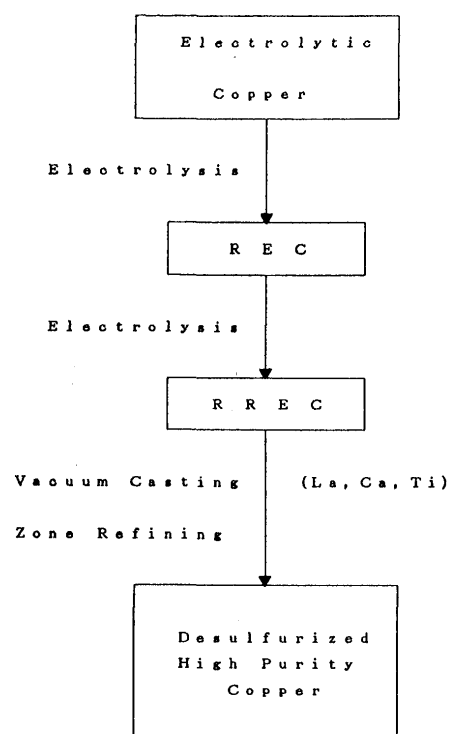 Electrolytic
Copper
Electrolysis
REC
Electrolysis
RREC
Vacuum Casting (La, Ca, Ti)
Zone Refining
Desulfurized
High Purity
Copper